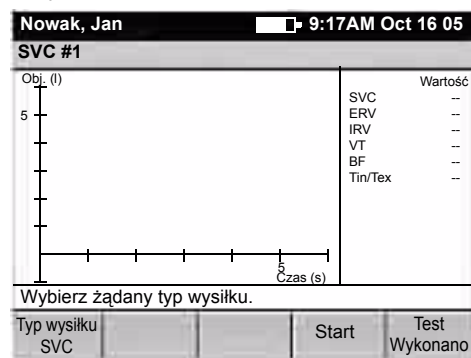 Nowak, Jan 9:17AM Oct 16 05
SVC #1
Obj. (l)
5
5
Czas (s)
Wartość
SVC --
ERV --
IRV --
VT --
BF --
Tin/Tex --
Wybierz żądany typ wysiłku.
Typ wysiłku
SVC
Start
Test
Wykonano